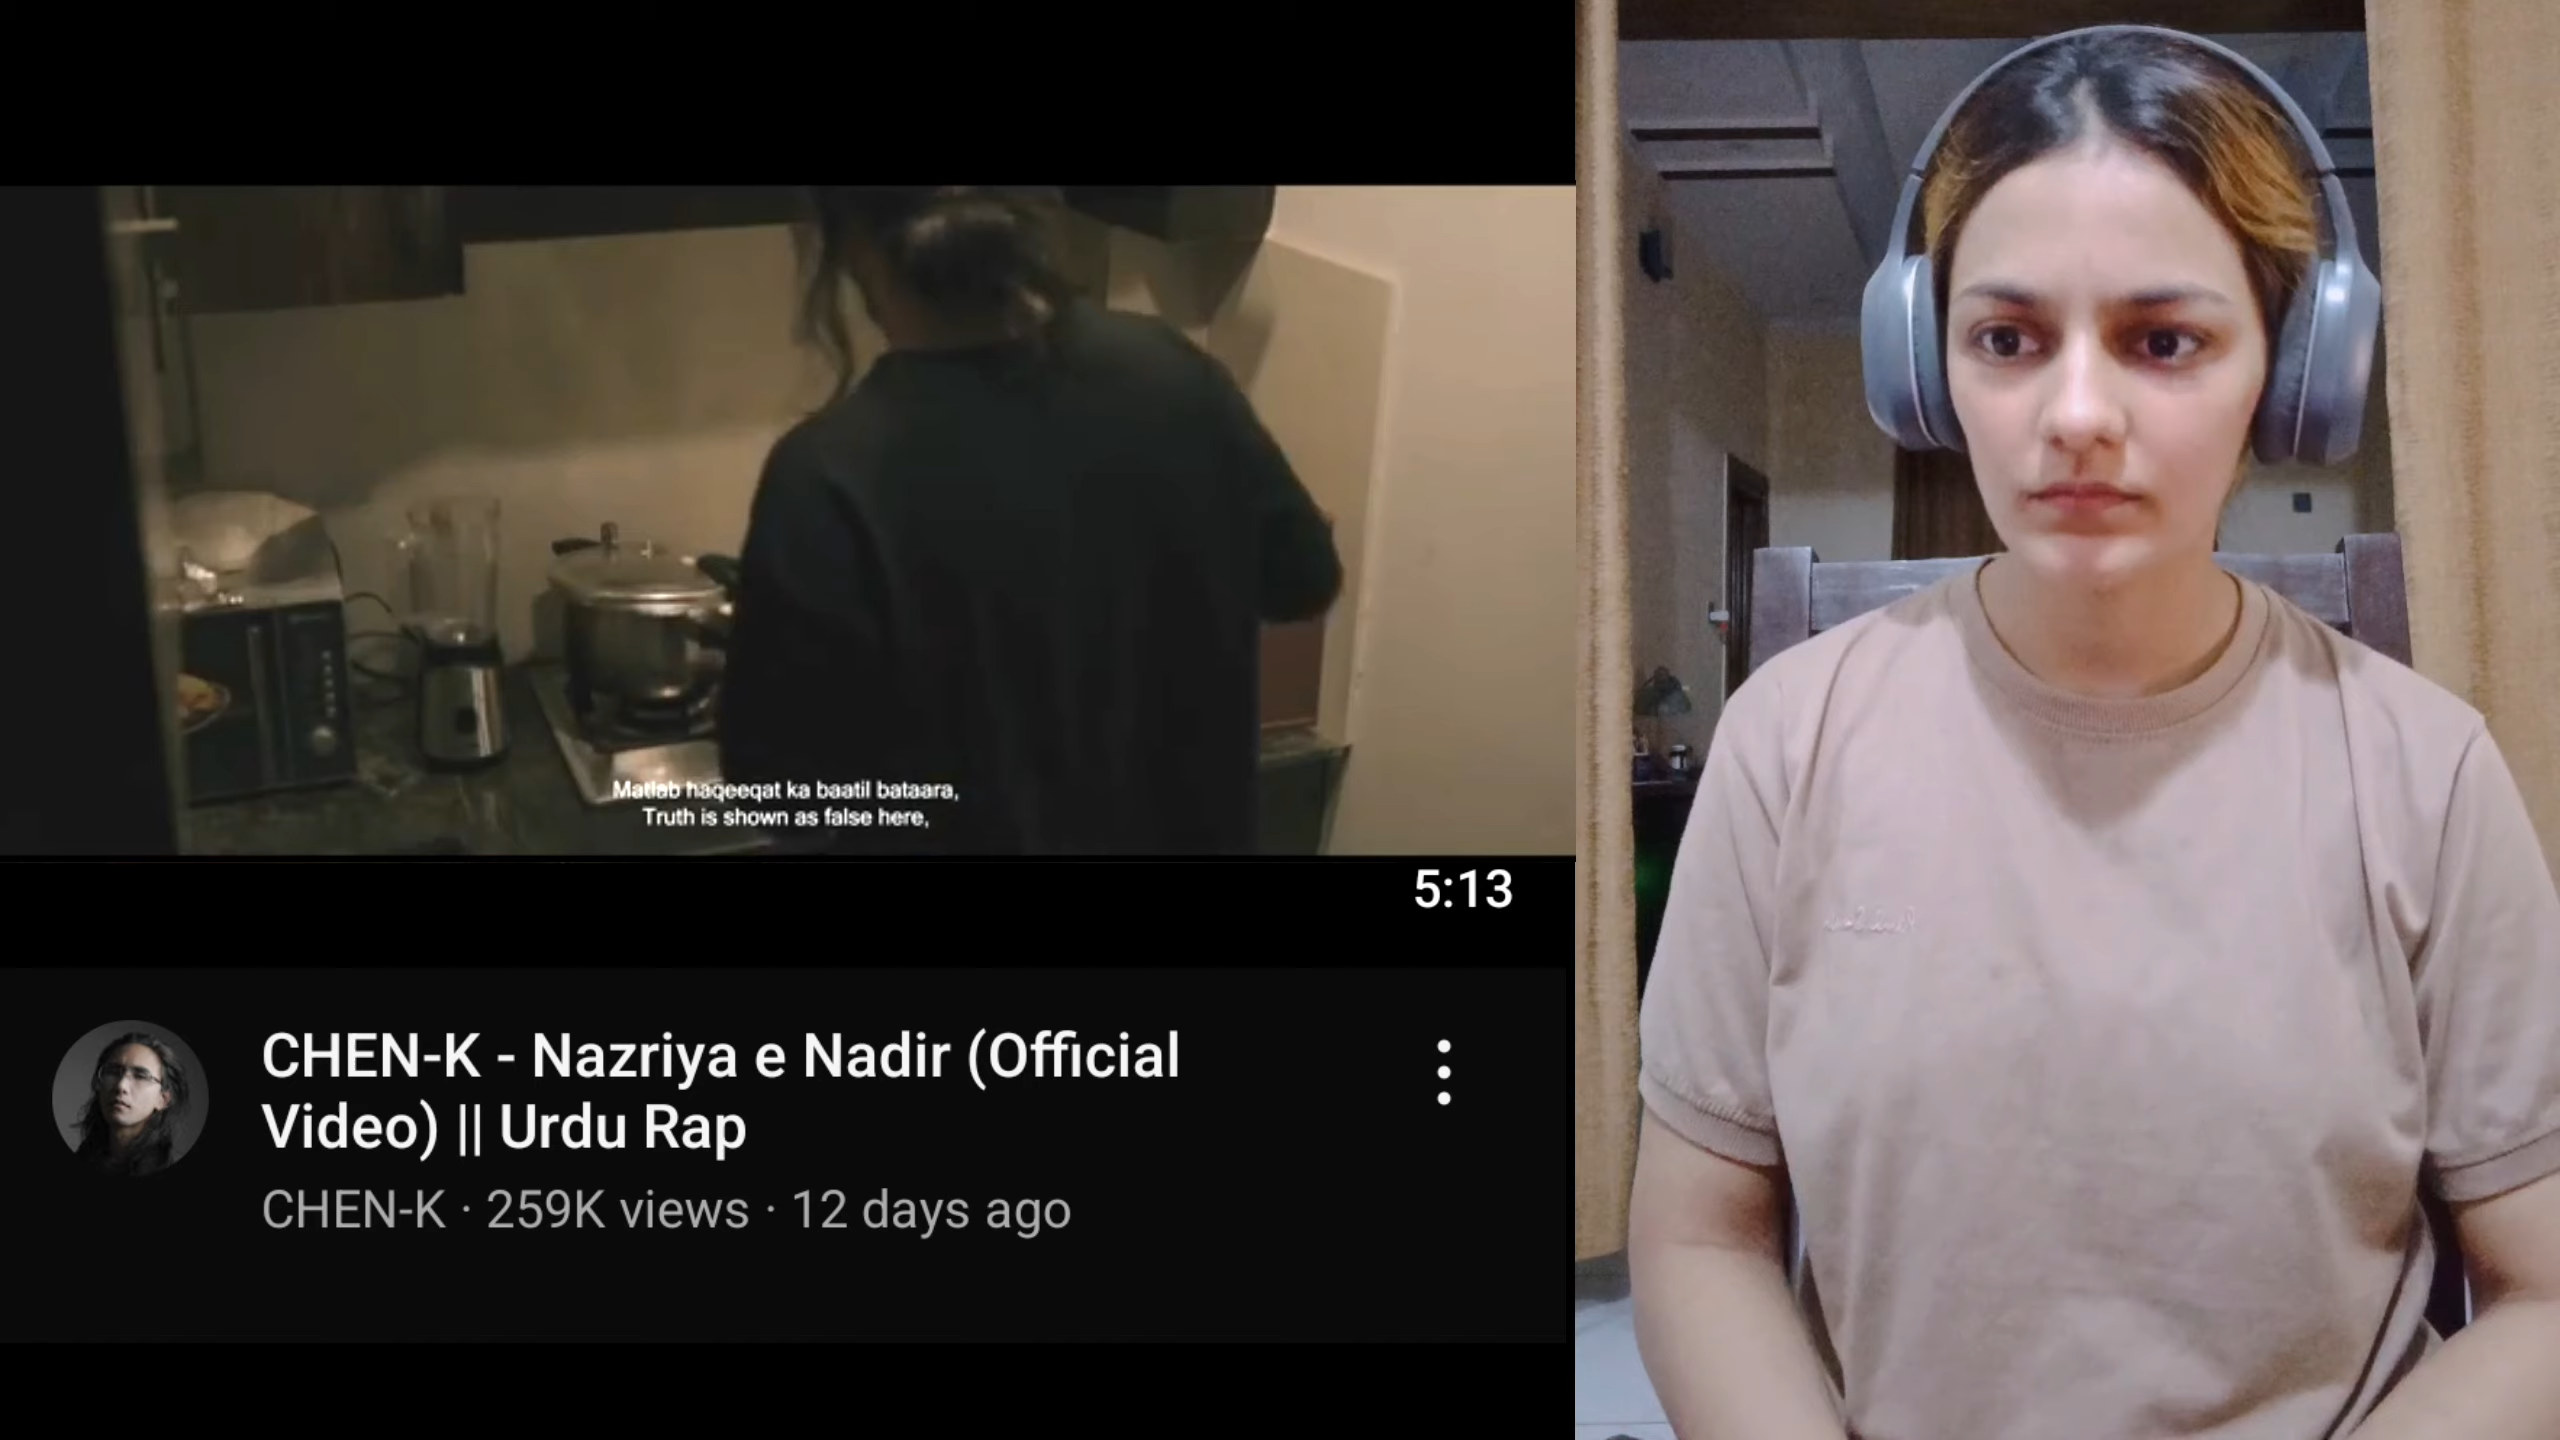 Matlab haqeeqat ka baatil bataara,
Truth is shown as false here,
5:13
CHEN-K - Nazriya e Nadir (Official
Video) || Urdu Rap
CHEN-K · 259K views · 12 days ago